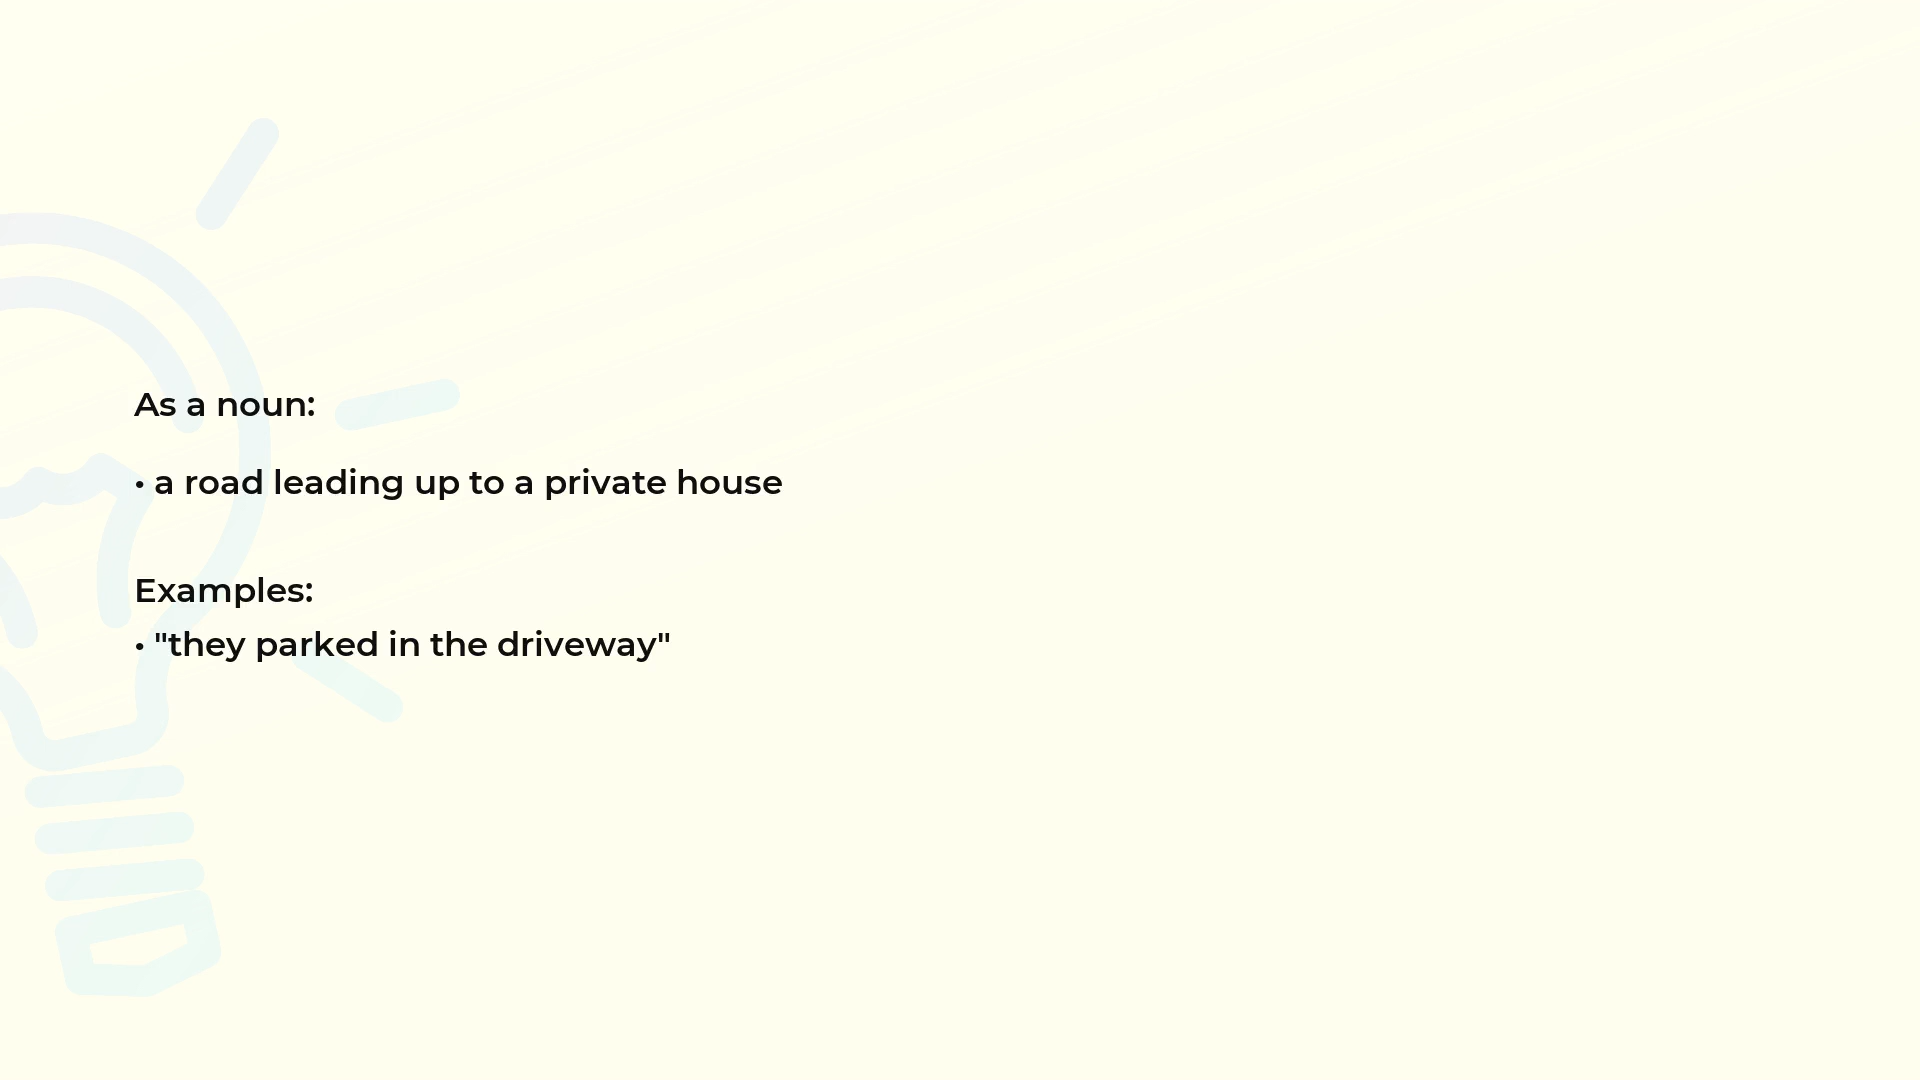 As a noun:
• a road leading up to a private house
Examples:
• "they parked in the driveway"